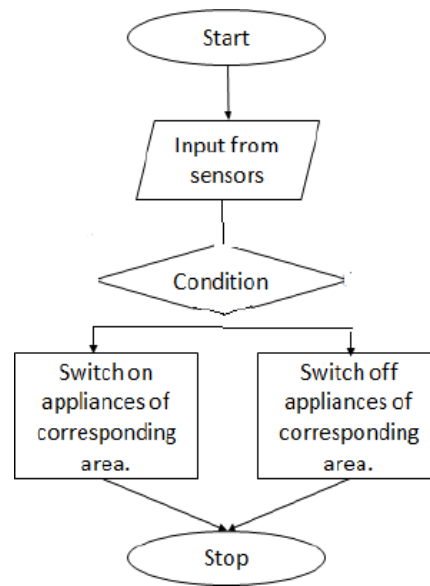 Start
Input from
sensors
Condition
Switch on
appliances of
corresponding
area.
Switch off
appliances of
corresponding
area.
Stop